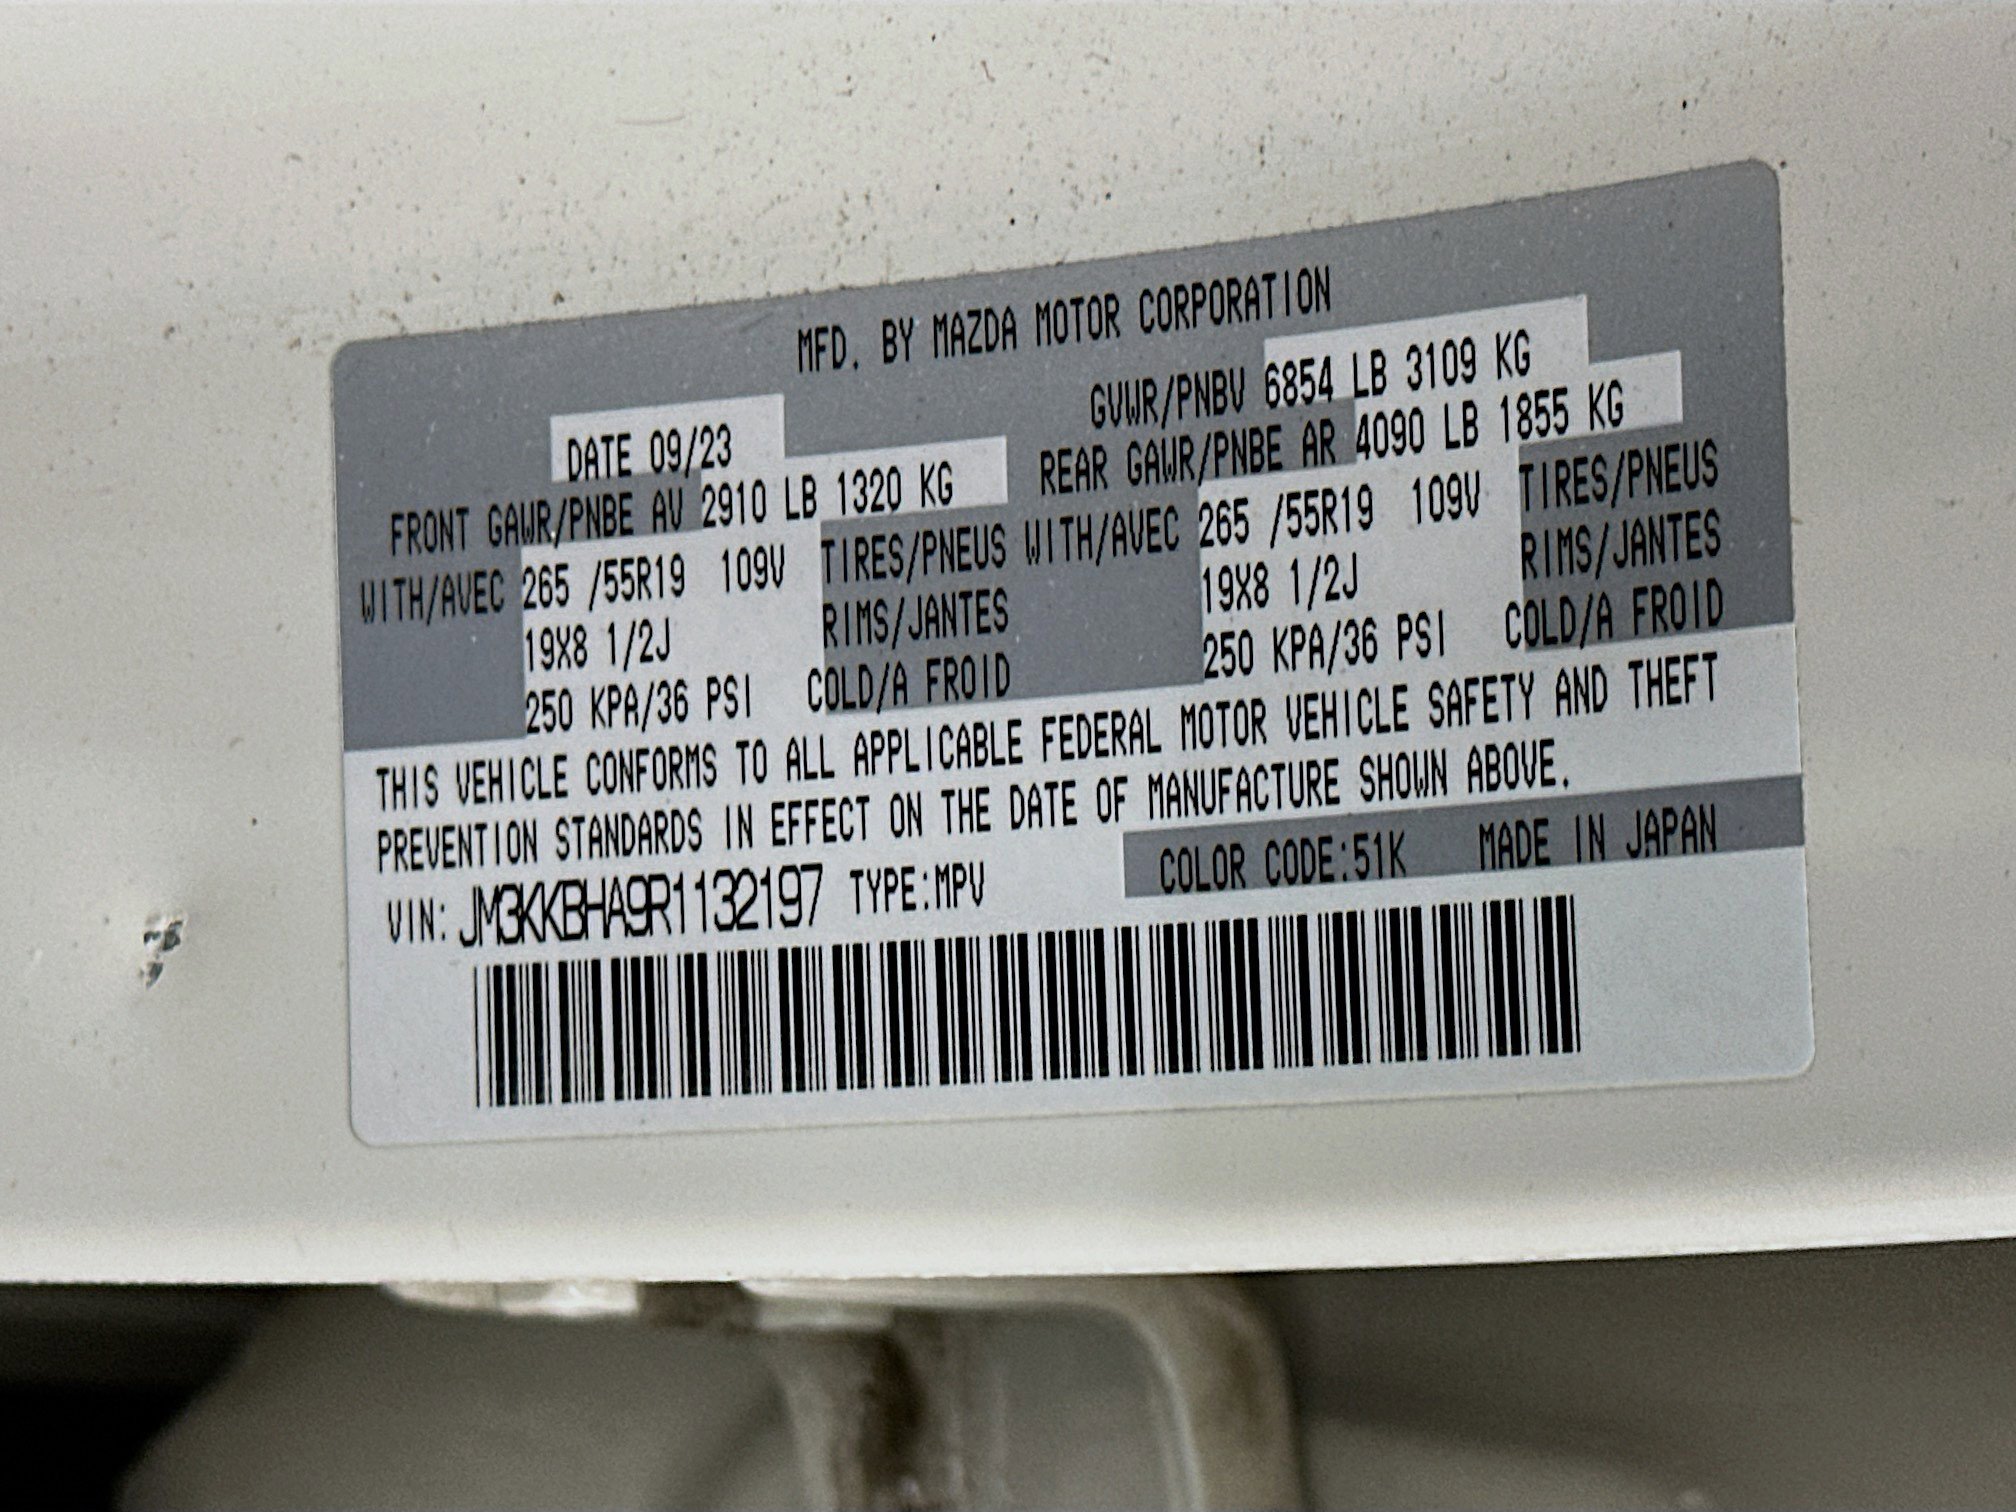 MFD. BY MAZDA MOTOR CORPORATION
DATE 09/23
GVWR/PNBV 6854 LB 3109 KG
FRONT GAWR/PNBE AV 2910 LB 1320 KG
REAR GAWR/PNBE AR 4090 LB 1855 KG
WITH/AVEC 265 /55R19 109V TIRES/PNEUS
19X8 1/2J RIMS/JANTES
250 KPA/36 PSI COLD/A FROID
WITH/AVEC 265 /55R19 109V TIRES/PNEUS
19X8 1/2J RIMS/JANTES
250 KPA/36 PSI COLD/A FROID
THIS VEHICLE CONFORMS TO ALL APPLICABLE FEDERAL MOTOR VEHICLE SAFETY AND THEFT
PREVENTION STANDARDS IN EFFECT ON THE DATE OF MANUFACTURE SHOWN ABOVE.
VIN: JM3KKBHA9R1132197 TYPE:MPV
COLOR CODE:51K MADE IN JAPAN